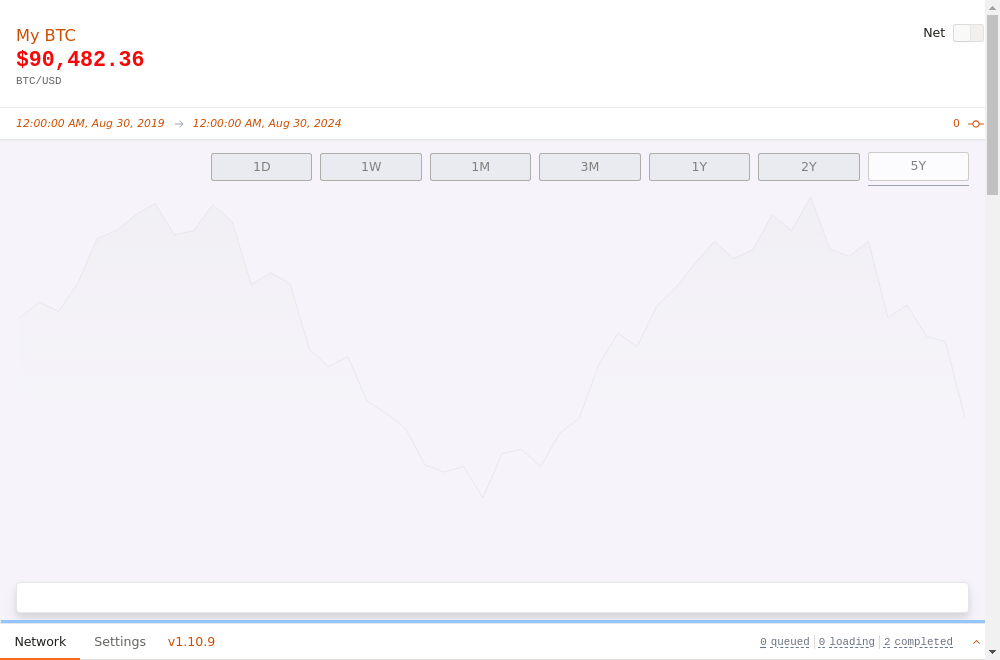 My BTC
Net
$90,482.36
BTC/USD
12:00:00 AM, Aug 30, 2019 → 12:00:00 AM, Aug 30, 2024
0
1D 1W 1M 3M 1Y 2Y 5Y
Network Settings v1.10.9 0 queued 0 loading 2 completed